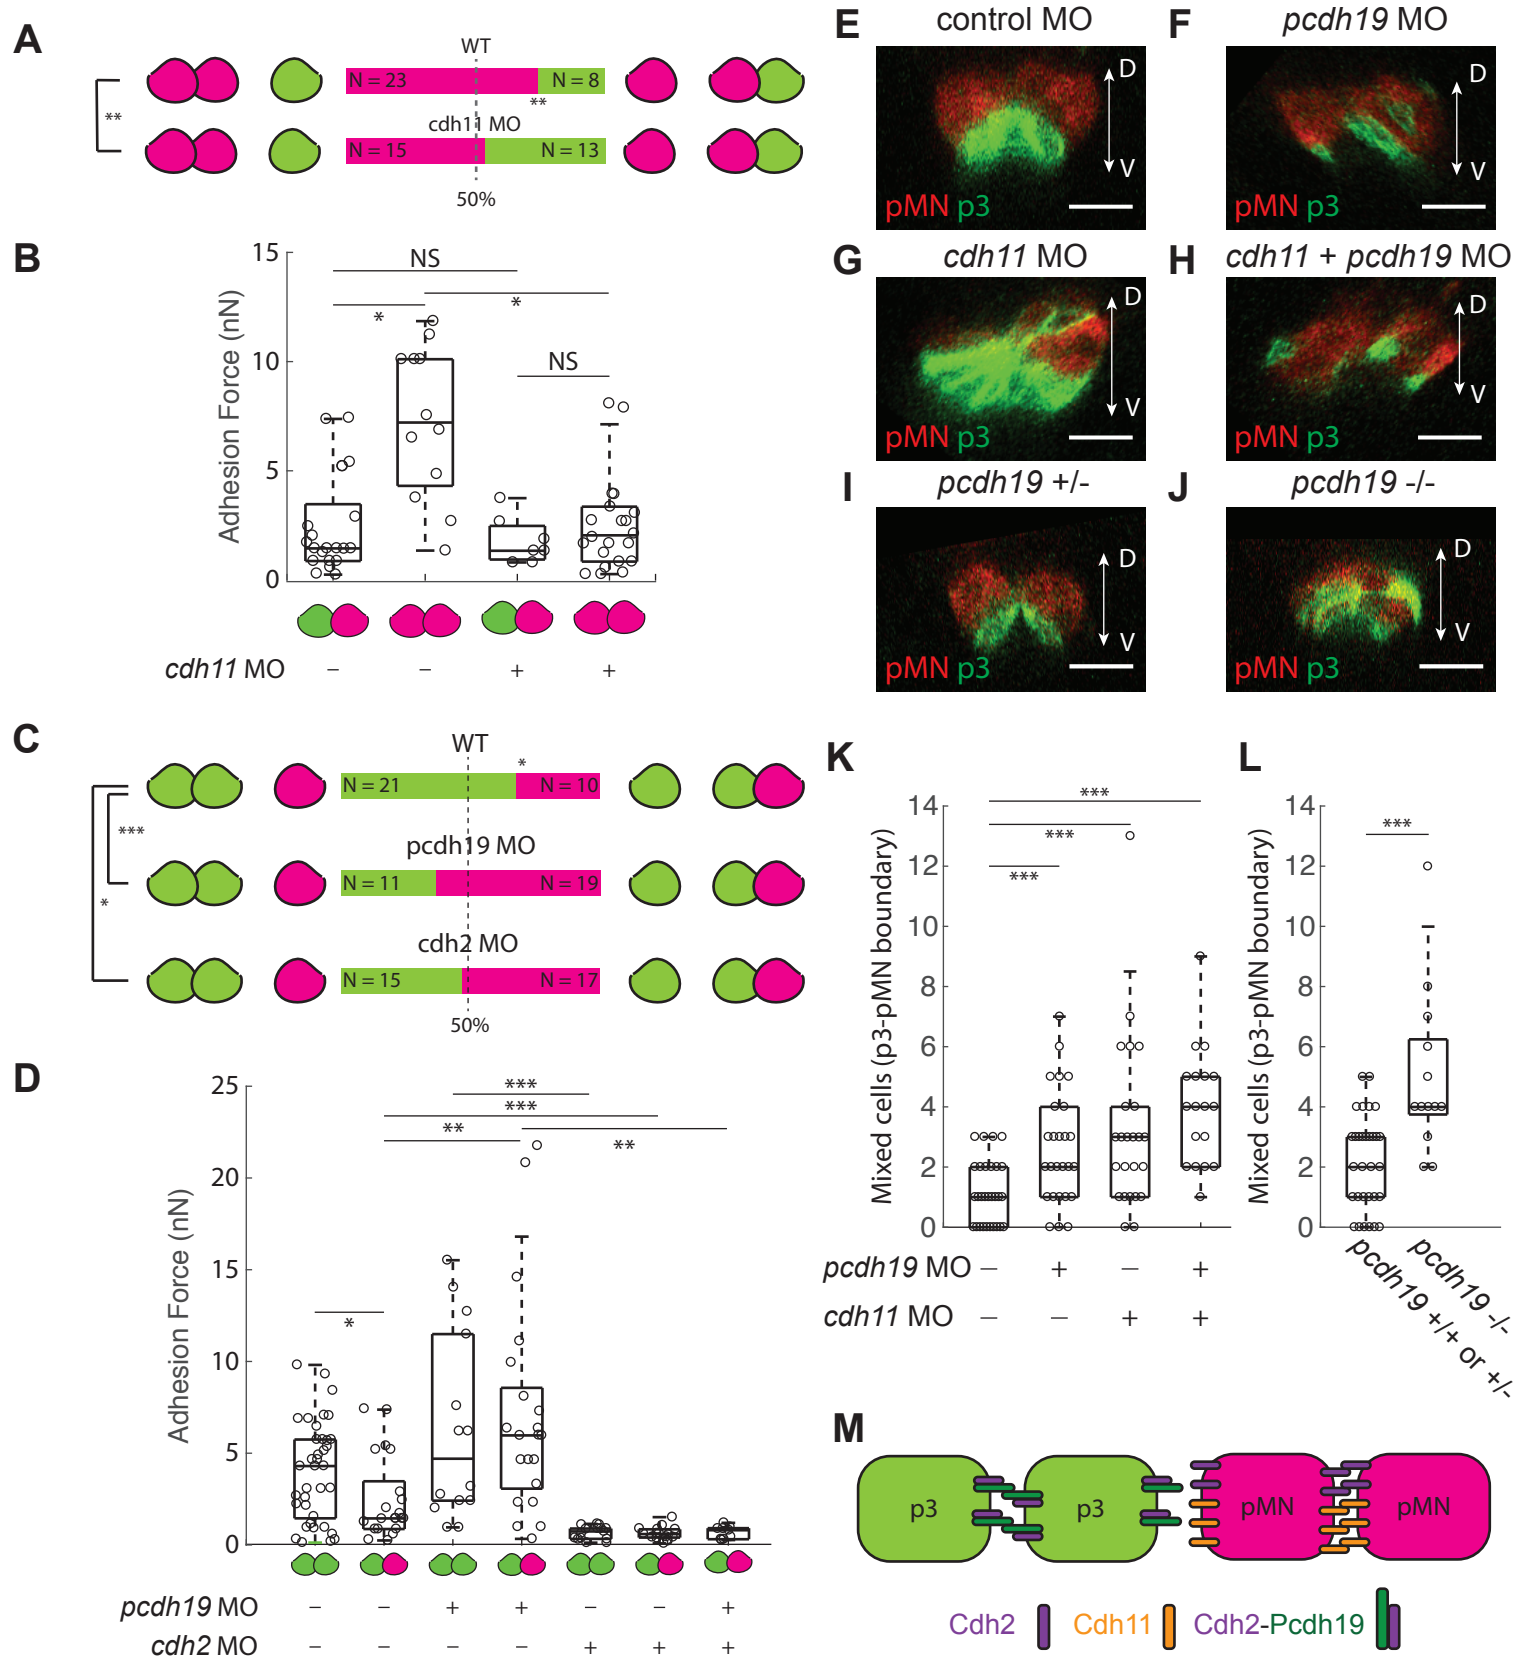 A
WT
N = 23
N = 8
**
**
cdh11 MO
N = 15
N = 13
50%
B
15
10
5
0
Adhesion Force (nN)
NS
*
*
NS
cdh11 MO
– – + +
C
WT
*
N = 21
N = 10
***
pcdh19 MO
N = 11
N = 19
*
cdh2 MO
N = 15
N = 17
50%
D
25
20
15
10
5
0
Adhesion Force (nN)
***
***
**
**
*
pcdh19 MO
– – + + – – +
cdh2 MO
– – – – + + +
E
control MO
D
V
pMN p3
F
pcdh19 MO
D
V
pMN p3
G
cdh11 MO
D
V
pMN p3
H
cdh11 + pcdh19 MO
D
V
pMN p3
I
pcdh19 +/-
D
V
pMN p3
J
pcdh19 -/-
D
V
pMN p3
K
14
12
10
8
6
4
2
0
Mixed cells (p3-pMN boundary)
***
***
***
pcdh19 MO
– + – +
cdh11 MO
– – + +
L
14
12
10
8
6
4
2
0
Mixed cells (p3-pMN boundary)
***
pcdh19 +/+ or +/-
pcdh19 -/-
M
p3
p3
pMN
pMN
Cdh2
Cdh11
Cdh2-Pcdh19